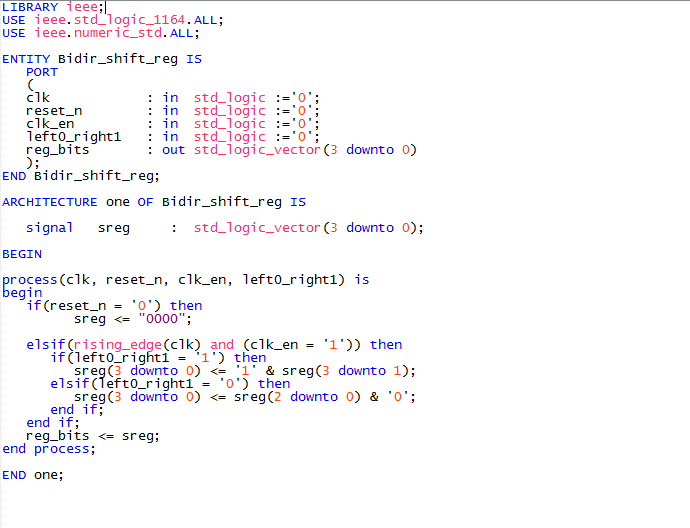 LIBRARY ieee;
USE ieee.std_logic_1164.ALL;
USE ieee.numeric_std.ALL;
ENTITY Bidir_shift_reg IS
PORT
(
clk : in std_logic :='0';
reset_n : in std_logic :='0';
clk_en : in std_logic :='0';
left0_right1 : in std_logic :='0';
reg_bits : out std_logic_vector(3 downto 0)
);
END Bidir_shift_reg;
ARCHITECTURE one OF Bidir_shift_reg IS
signal sreg : std_logic_vector(3 downto 0);
BEGIN
process(clk, reset_n, clk_en, left0_right1) is
begin
if(reset_n = '0') then
sreg <= "0000";
elsif(rising_edge(clk) and (clk_en = '1')) then
if(left0_right1 = '1') then
sreg(3 downto 0) <= '1' & sreg(3 downto 1);
elsif(left0_right1 = '0') then
sreg(3 downto 0) <= sreg(2 downto 0) & '0';
end if;
end if;
reg_bits <= sreg;
end process;
END one;